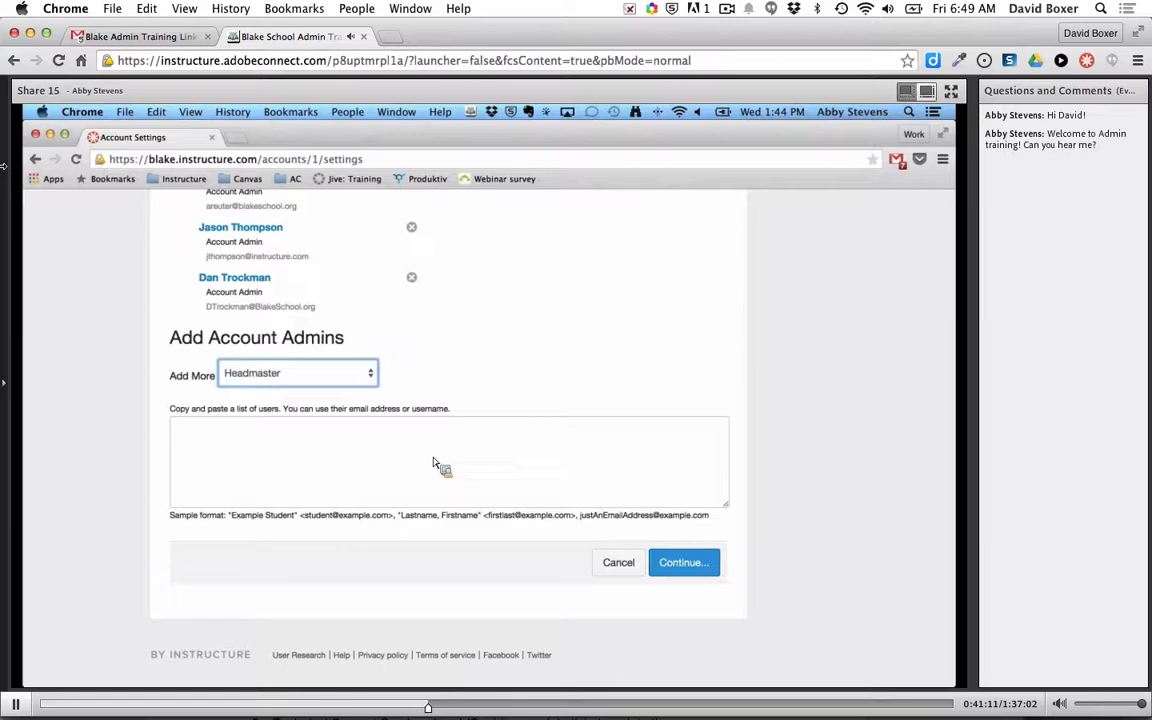 Chrome File Edit View History Bookmarks People Window Help 1 Fri 6:49 AM David Boxer
Blake Admin Training Lin × Blake School Admin Tra × David Boxer
https://instructure.adobeconnect.com/p8uptmrpl1a/?launcher=false&fcsContent=true&pbMode=normal
Share 15 - Abby Stevens
Questions and Comments (Ev...
Chrome File Edit View History Bookmarks People Window Help Wed 1:44 PM Abby Stevens
Abby Stevens: Hi David!
Abby Stevens: Welcome to Admin
training! Can you hear me?
Account Settings × Work
https://blake.instructure.com/accounts/1/settings
Apps Bookmarks Instructure Canvas AC Jive: Training Produktiv Webinar survey
Account Admin
areuter@blakeschool.org
Jason Thompson
Account Admin
jthompson@instructure.com
Dan Trockman
Account Admin
DTrockman@BlakeSchool.org
Add Account Admins
Add More Headmaster
Copy and paste a list of users. You can use their email address or username.
Sample format: "Example Student" <student@example.com>, "Lastname, Firstname" <firstlast@example.com>, justAnEmailAddress@example.com
Cancel Continue...
BY INSTRUCTURE User Research | Help | Privacy policy | Terms of service | Facebook | Twitter
0:41:11/1:37:02